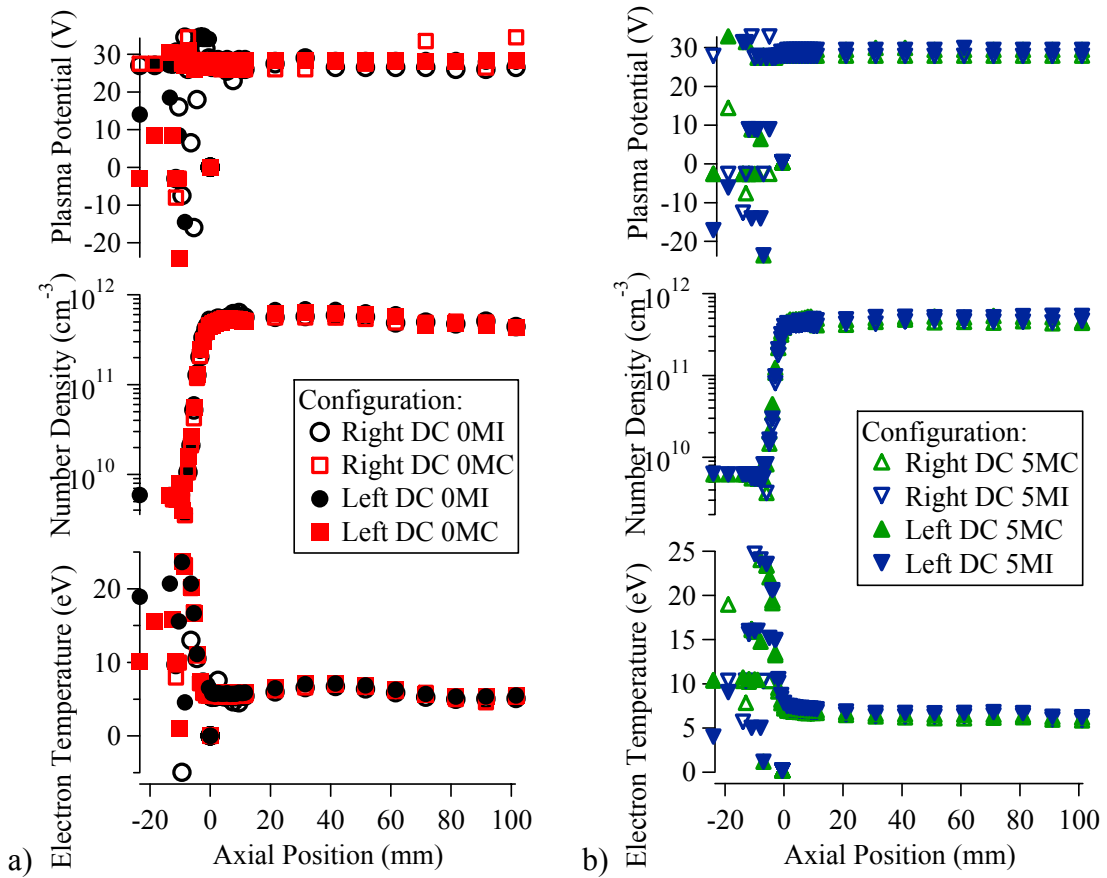 Plasma Potential (V)
30
20
10
0
-10
-20
Number Density (cm-3)
10^12
10^11
10^10
Configuration:
Right DC 0MI
Right DC 0MC
Left DC 0MI
Left DC 0MC
Electron Temperature (eV)
20
10
0
-20 0 20 40 60 80 100
Axial Position (mm)
a)
Plasma Potential (V)
30
20
10
0
-10
-20
Number Density (cm-3)
10^12
10^11
10^10
Configuration:
Right DC 5MC
Right DC 5MI
Left DC 5MC
Left DC 5MI
Electron Temperature (eV)
25
20
15
10
5
0
-20 0 20 40 60 80 100
Axial Position (mm)
b)